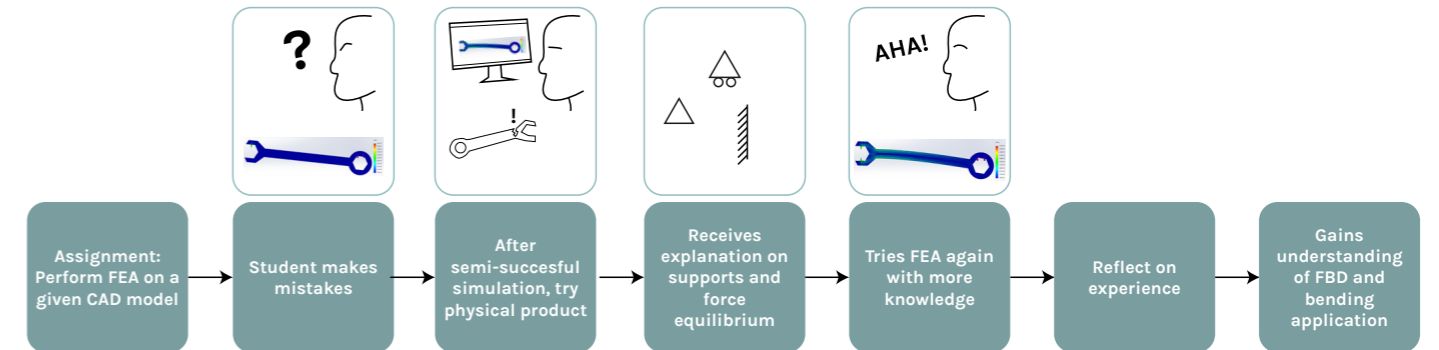 ?
!
AHA!
Assignment:
Perform FEA on a
given CAD model
Student makes
mistakes
After
semi-succesful
simulation, try
physical product
Receives
explanation on
supports and
force
equilibrium
Tries FEA again
with more
knowledge
Reflect on
experience
Gains
understanding
of FBD and
bending
application